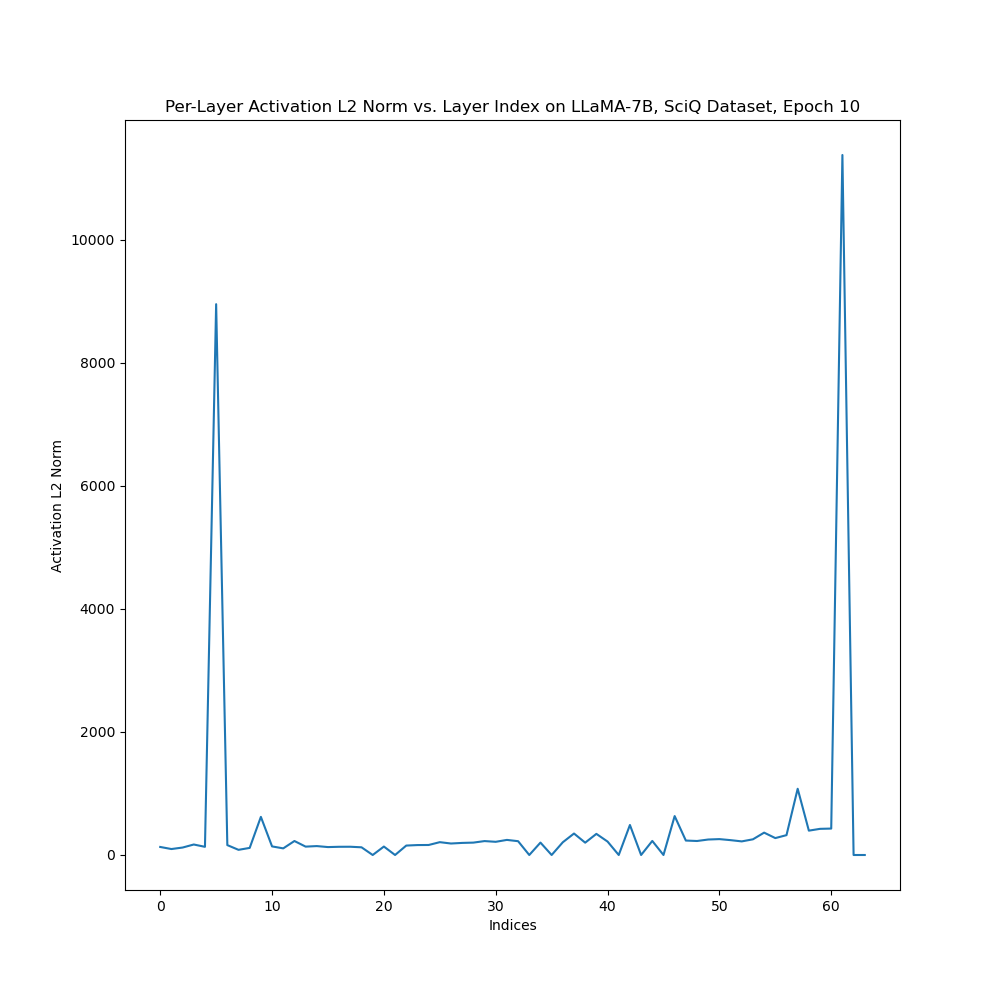 Per-Layer Activation L2 Norm vs. Layer Index on LLaMA-7B, SciQ Dataset, Epoch 10
10000
8000
6000
4000
2000
0
Activation L2 Norm
0 10 20 30 40 50 60
Indices